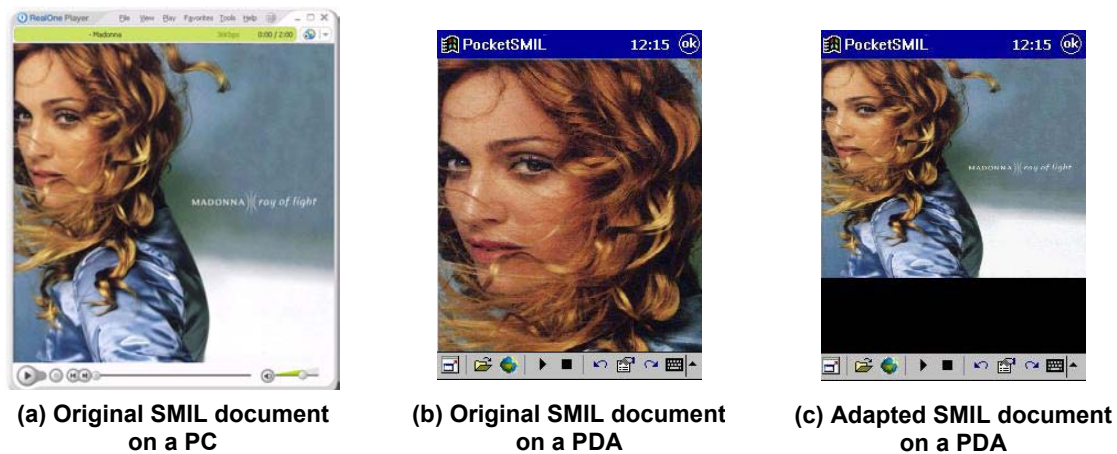 RealOne Player File View Play Favorites Tools Help
- Madonna 34Kbps 0:00 / 2:00
MADONNA ray of light
PocketSMIL 12:15 ok
PocketSMIL 12:15 ok
MADONNA ray of light
(a) Original SMIL document
on a PC
(b) Original SMIL document
on a PDA
(c) Adapted SMIL document
on a PDA